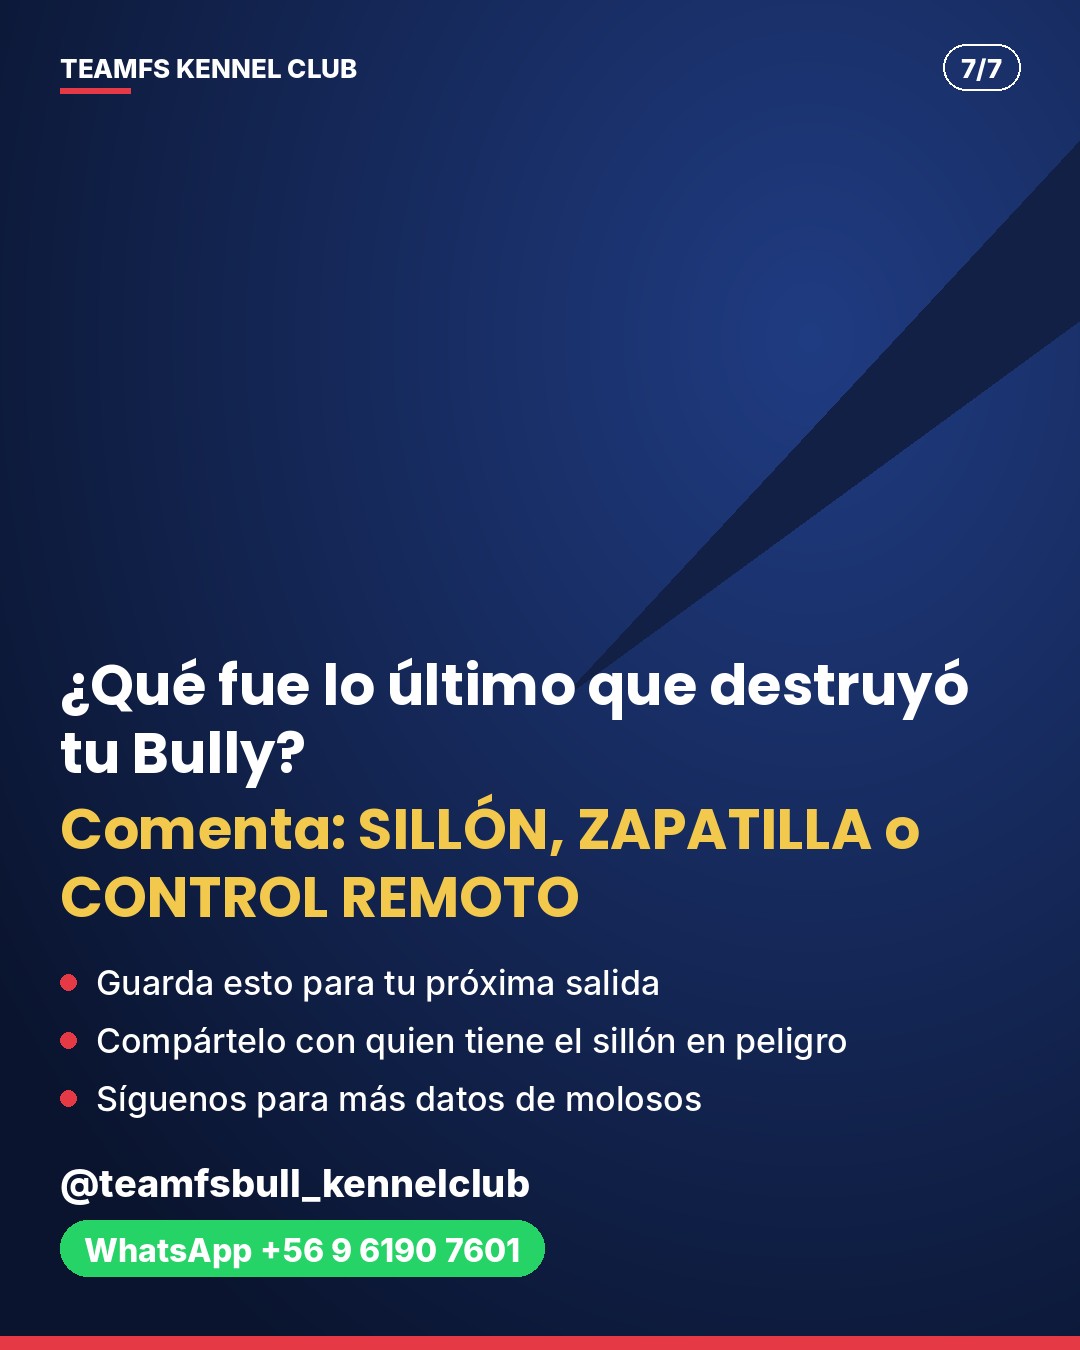 TEAMFS KENNEL CLUB
7/7
¿Qué fue lo último que destruyó
tu Bully?
Comenta: SILLÓN, ZAPATILLA o
CONTROL REMOTO
Guarda esto para tu próxima salida
Compártelo con quien tiene el sillón en peligro
Síguenos para más datos de molosos
@teamfsbull_kennelclub
WhatsApp +56 9 6190 7601